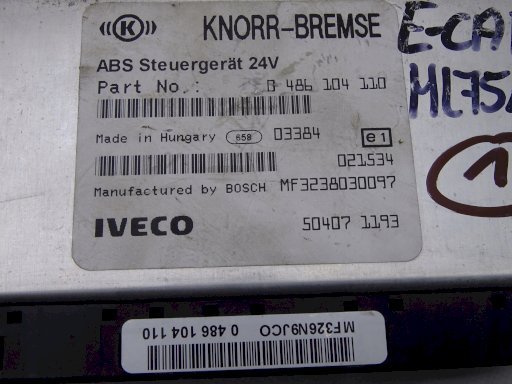 (K) KNORR-BREMSE
ABS Steuergerät 24V
Part No.: 0 486 104 110
Made in Hungary 658 03384 e1
021534
Manufactured by BOSCH MF3238030097
IVECO 50407 1193
E-CA
ML75
1
MF326N9JCO 0 486 104 110